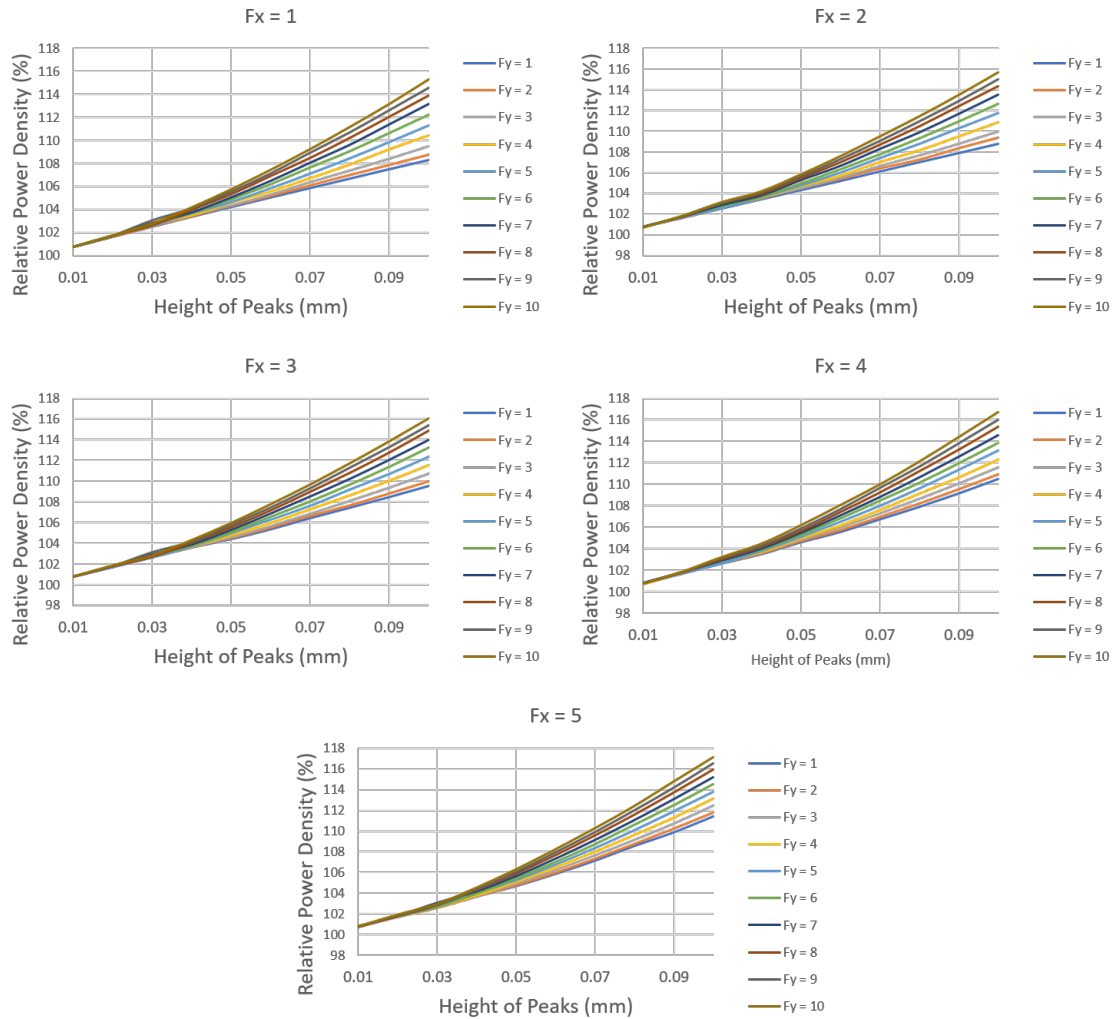 Fx = 1
Relative Power Density (%)
118
116
114
112
110
108
106
104
102
100
0.01 0.03 0.05 0.07 0.09
Height of Peaks (mm)
Fy = 1
Fy = 2
Fy = 3
Fy = 4
Fy = 5
Fy = 6
Fy = 7
Fy = 8
Fy = 9
Fy = 10
Fx = 2
Relative Power Density (%)
118
116
114
112
110
108
106
104
102
100
98
0.01 0.03 0.05 0.07 0.09
Height of Peaks (mm)
Fy = 1
Fy = 2
Fy = 3
Fy = 4
Fy = 5
Fy = 6
Fy = 7
Fy = 8
Fy = 9
Fy = 10
Fx = 3
Relative Power Density (%)
118
116
114
112
110
108
106
104
102
100
98
0.01 0.03 0.05 0.07 0.09
Height of Peaks (mm)
Fy = 1
Fy = 2
Fy = 3
Fy = 4
Fy = 5
Fy = 6
Fy = 7
Fy = 8
Fy = 9
Fy = 10
Fx = 4
Relative Power Density (%)
118
116
114
112
110
108
106
104
102
100
98
0.01 0.03 0.05 0.07 0.09
Height of Peaks (mm)
Fy = 1
Fy = 2
Fy = 3
Fy = 4
Fy = 5
Fy = 6
Fy = 7
Fy = 8
Fy = 9
Fy = 10
Fx = 5
Relative Power Density (%)
118
116
114
112
110
108
106
104
102
100
98
0.01 0.03 0.05 0.07 0.09
Height of Peaks (mm)
Fy = 1
Fy = 2
Fy = 3
Fy = 4
Fy = 5
Fy = 6
Fy = 7
Fy = 8
Fy = 9
Fy = 10